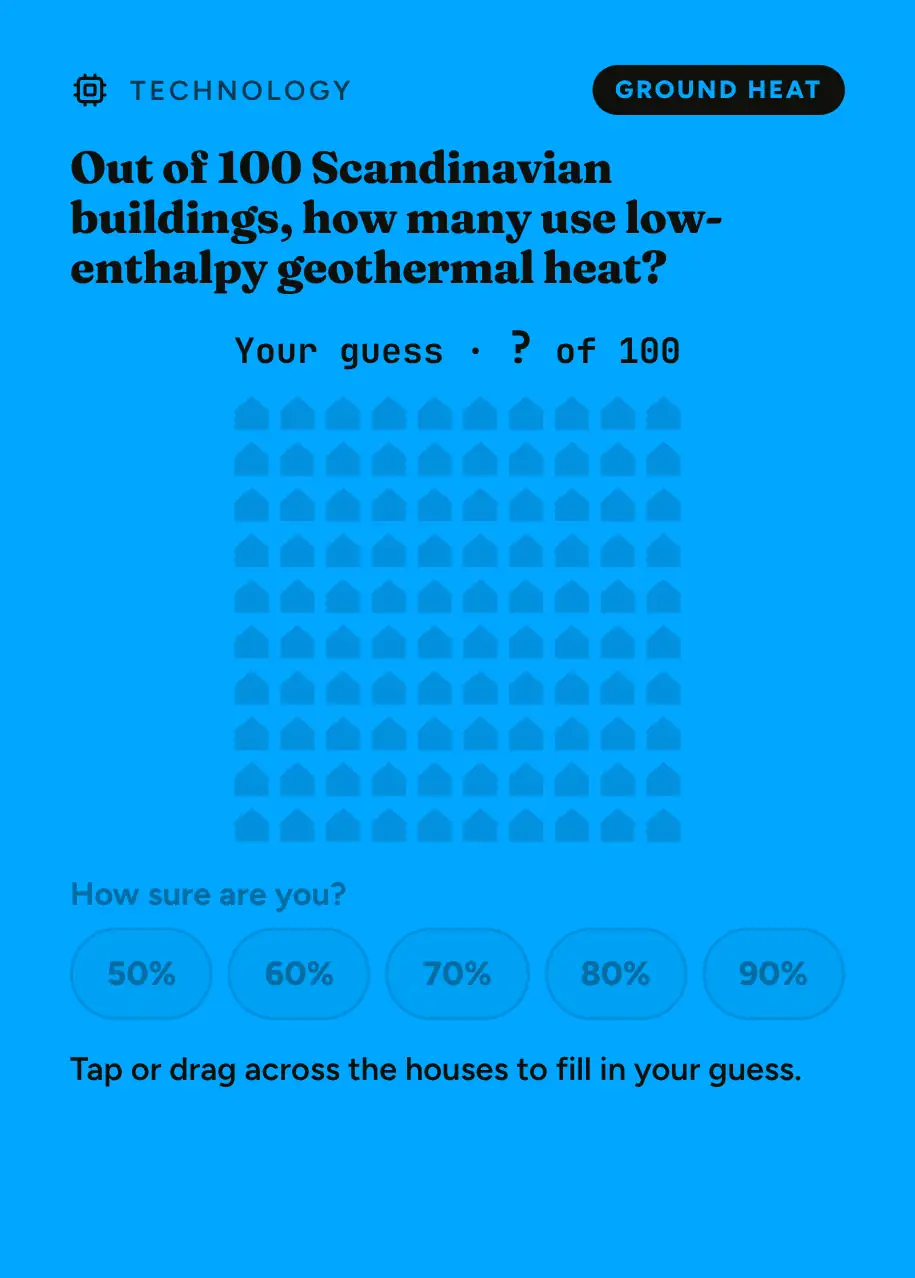 TECHNOLOGY
GROUND HEAT
Out of 100 Scandinavian
buildings, how many use low-
enthalpy geothermal heat?
Your guess · ? of 100
How sure are you?
50% 60% 70% 80% 90%
Tap or drag across the houses to fill in your guess.